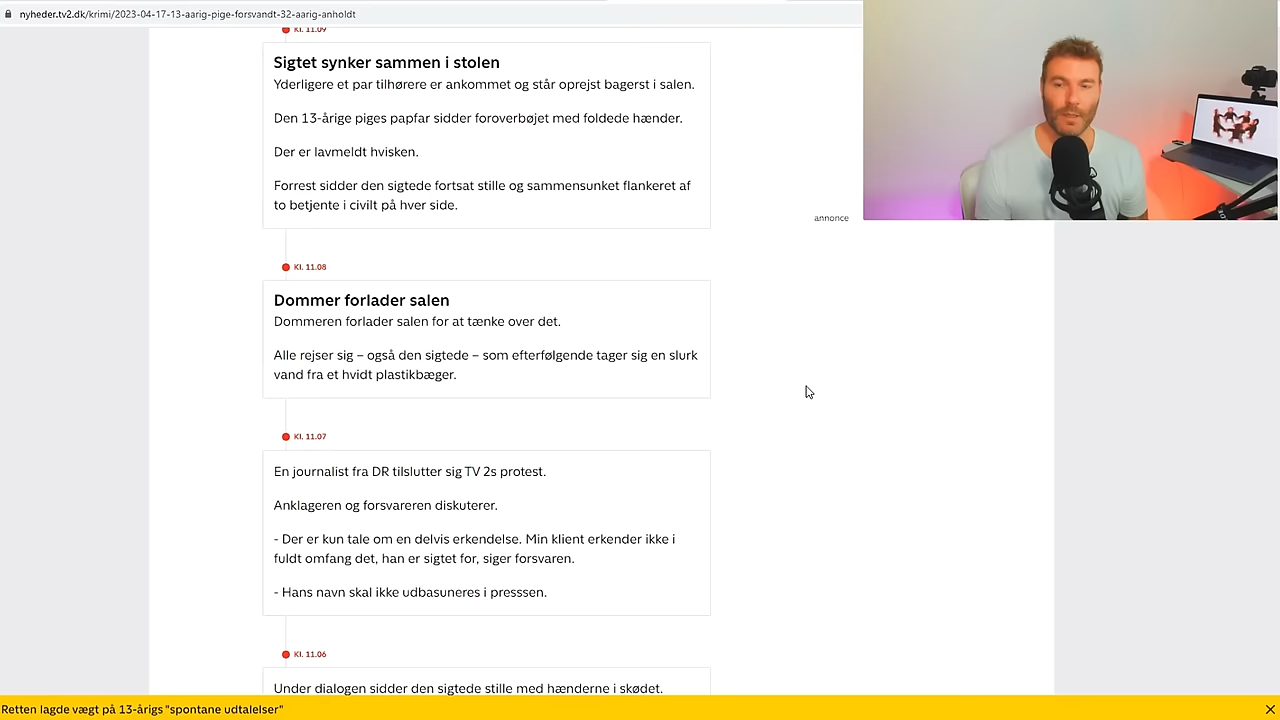 nyheder.tv2.dk/krimi/2023-04-17-13-aarig-pige-forsvandt-32-aarig-anholdt
Kl. 11.09
Sigtet synker sammen i stolen
Yderligere et par tilhørere er ankommet og står oprejst bagerst i salen.
Den 13-årige piges papfar sidder foroverbøjet med foldede hænder.
Der er lavmeldt hvisken.
Forrest sidder den sigtede fortsat stille og sammensunket flankeret af
to betjente i civilt på hver side.
annonce
Kl. 11.08
Dommer forlader salen
Dommeren forlader salen for at tænke over det.
Alle rejser sig – også den sigtede – som efterfølgende tager sig en slurk
vand fra et hvidt plastikbæger.
Kl. 11.07
En journalist fra DR tilslutter sig TV 2s protest.
Anklageren og forsvareren diskuterer.
- Der er kun tale om en delvis erkendelse. Min klient erkender ikke i
fuldt omfang det, han er sigtet for, siger forsvaren.
- Hans navn skal ikke udbasuneres i presssen.
Kl. 11.06
Under dialogen sidder den sigtede stille med hænderne i skødet.
Retten lagde vægt på 13-årigs "spontane udtalelser"